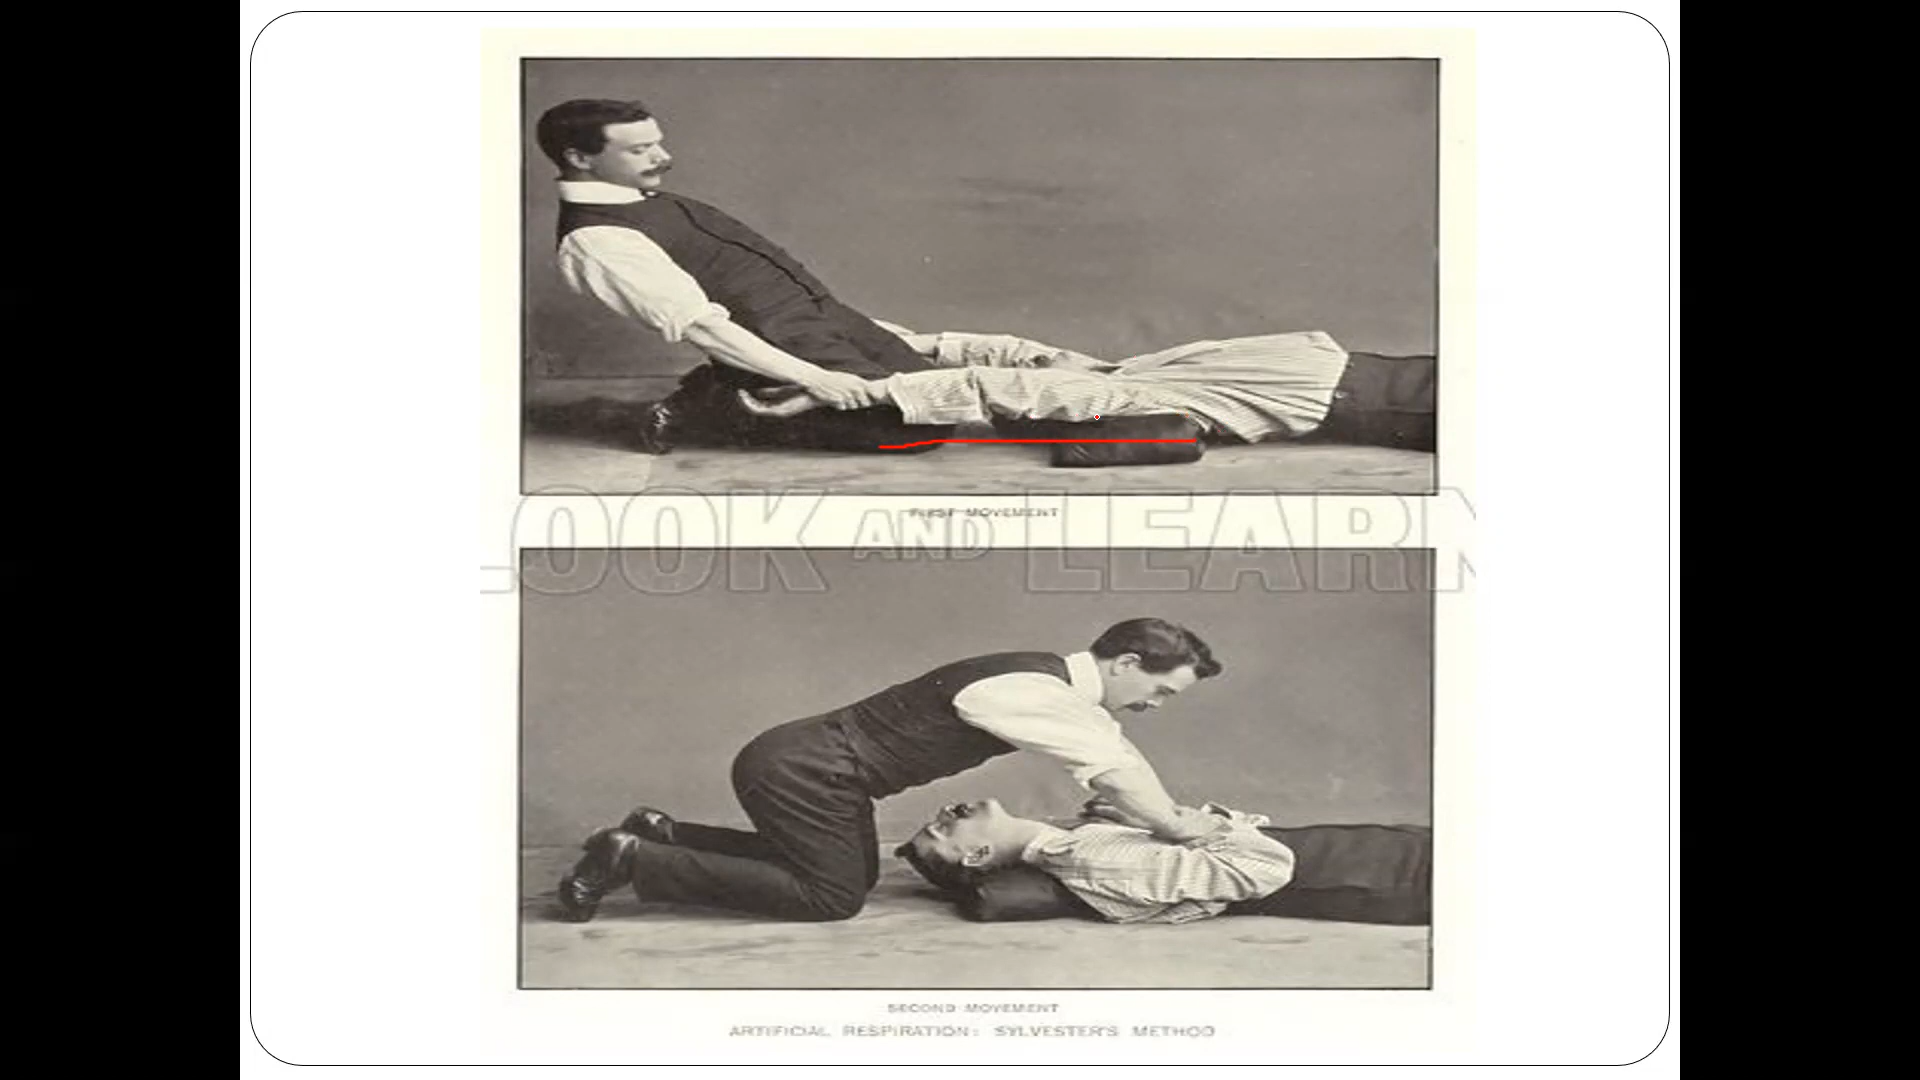 FIRST MOVEMENT
LOOK AND LEARN
SECOND MOVEMENT
ARTIFICIAL RESPIRATION: SYLVESTER'S METHOD